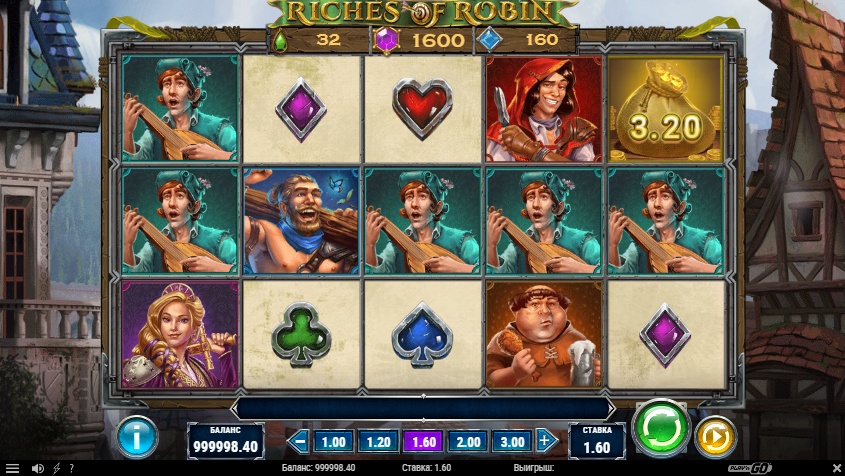 RICHES OF ROBIN
32 1600 160
3.20
БАЛАНС
999998.40
1.00 1.20 1.60 2.00 3.00
СТАВКА
1.60
Баланс: 999998.40 Ставка: 1.60 Выигрыш:
PLAY'N GO